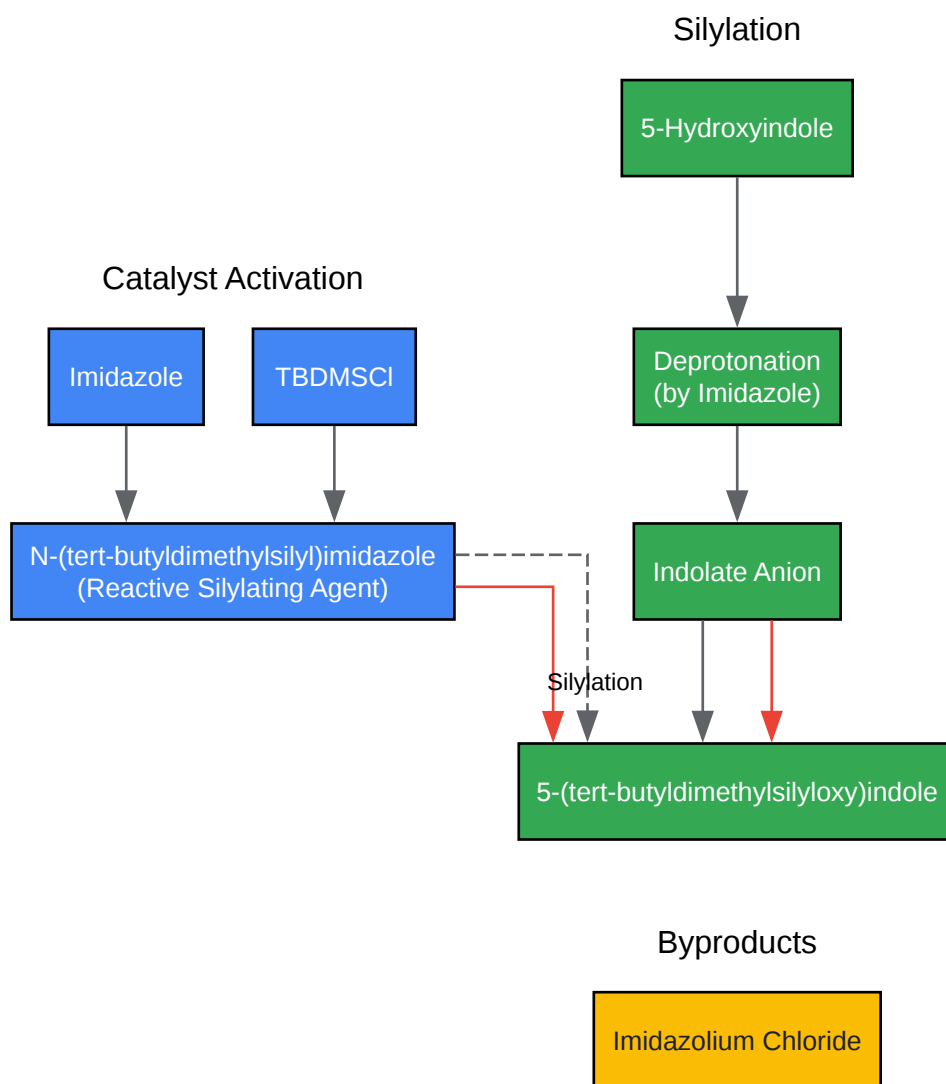 Silylation
5-Hydroxyindole
Catalyst Activation
Imidazole
TBDMSCl
Deprotonation
(by Imidazole)
N-(tert-butyldimethylsilyl)imidazole
(Reactive Silylating Agent)
Indolate Anion
Silylation
5-(tert-butyldimethylsilyloxy)indole
Byproducts
Imidazolium Chloride